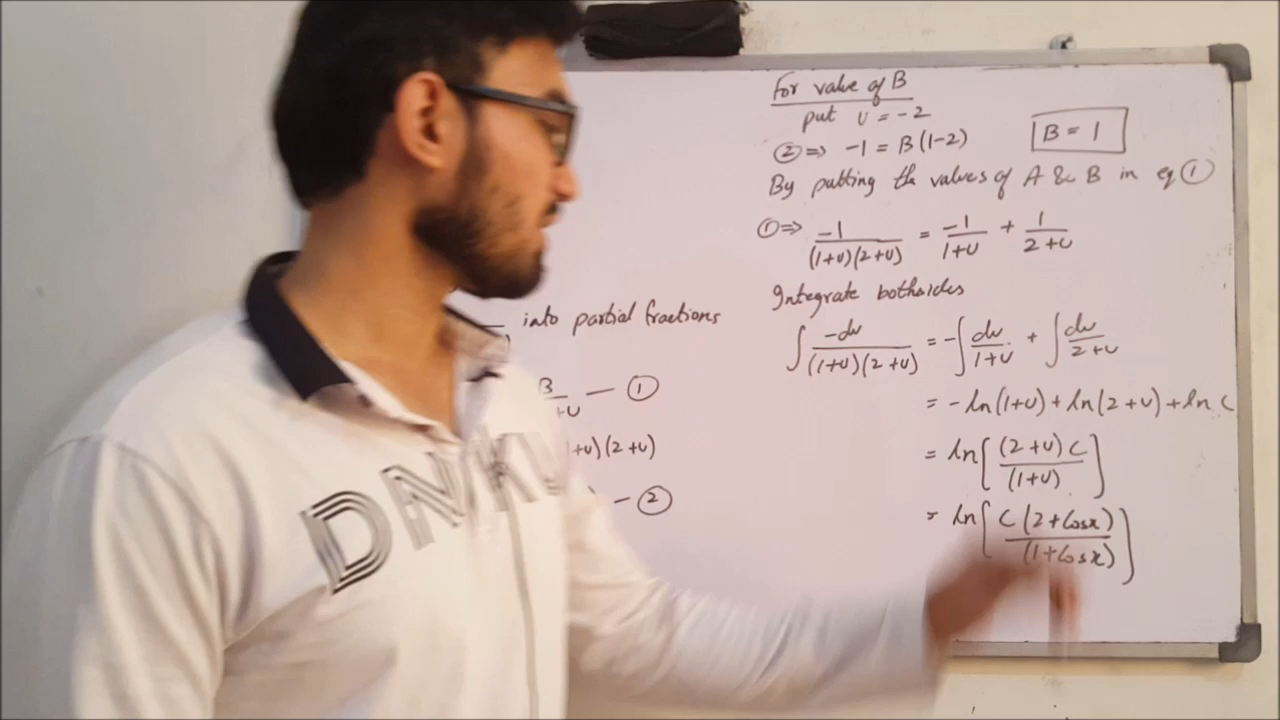 into partial fractions
B/+u — ①
+u)(2+u)
) — ②
For value of B
put u = -2
②⇒ -1 = B(1-2)
B = 1
By putting the values of A & B in eq ①
①⇒ -1/(1+u)(2+u) = -1/1+u + 1/2+u
Integrate bothsides
∫ -du/(1+u)(2+u) = -∫ du/1+u + ∫ du/2+u
= -ln(1+u) + ln(2+u) + ln C
= ln[(2+u)C/(1+u)]
= ln[C(2+Cosx)/(1+Cosx)]
DNK